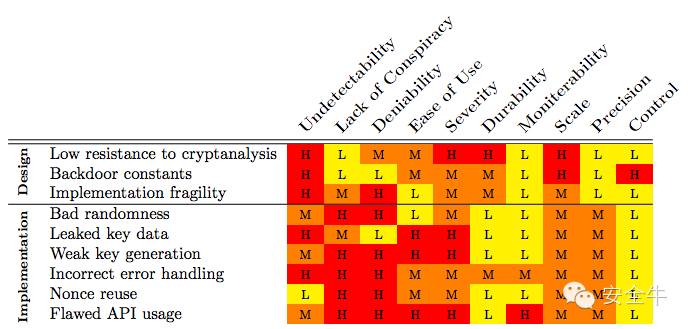 Undetectability
Lack of Conspiracy
Deniability
Ease of Use
Severity
Durability
Moniterability
Scale
Precision
Control
Design
Low resistance to cryptanalysis H L M M H H L H L L
Backdoor constants H L L M M M L H L H
Implementation fragility H M H L M M L M L L
Implementation
Bad randomness M H H L M L L M M L
Leaked key data H M L H H L L M M L
Weak key generation M H H H H L L M M L
Incorrect error handling H H H M M M M M M L
Nonce reuse L H H M M L L M M L
Flawed API usage M H H H H L H M M L
安全牛